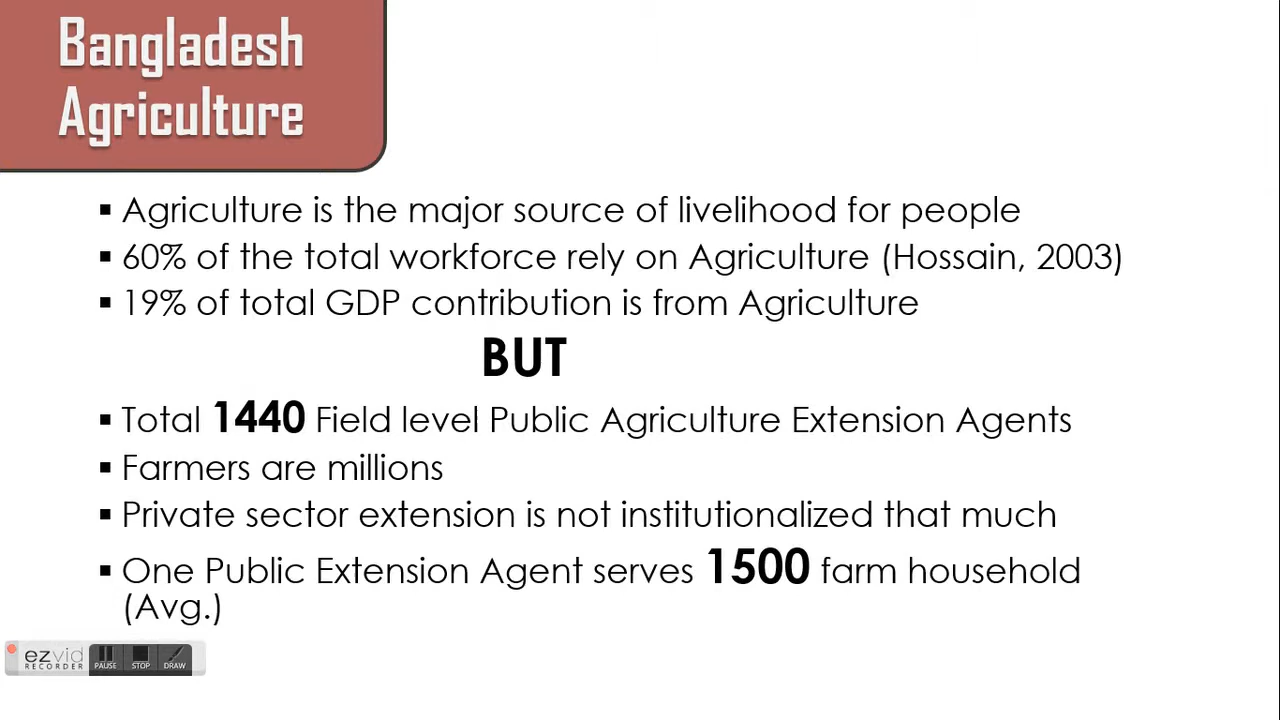 Bangladesh
Agriculture
▪ Agriculture is the major source of livelihood for people
▪ 60% of the total workforce rely on Agriculture (Hossain, 2003)
▪ 19% of total GDP contribution is from Agriculture
BUT
▪ Total 1440 Field level Public Agriculture Extension Agents
▪ Farmers are millions
▪ Private sector extension is not institutionalized that much
▪ One Public Extension Agent serves 1500 farm household
(Avg.)
ezvid
RECORDER
PAUSE STOP DRAW